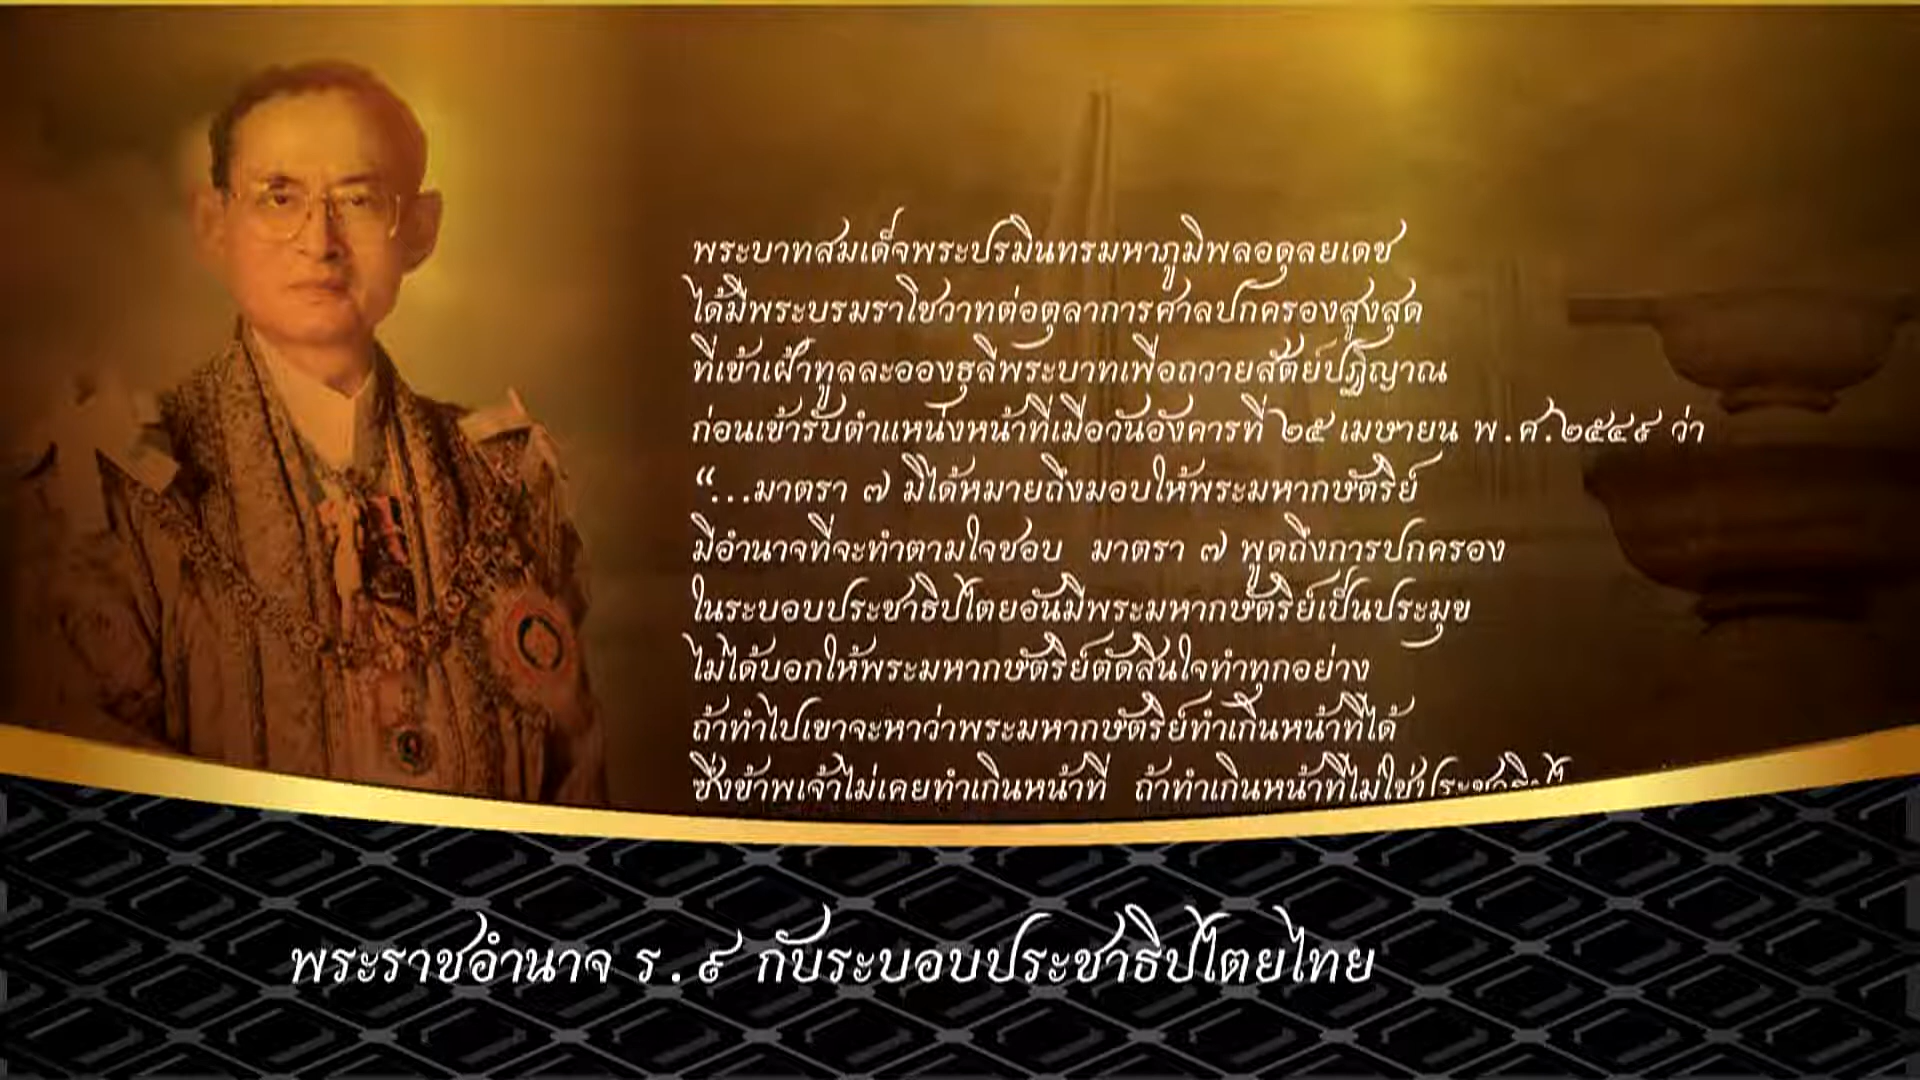 พระบาทสมเด็จพระปรมินทรมหาภูมิพลอดุลยเดช
ได้มีพระบรมราโชวาทต่อตุลาการศาลปกครองสูงสุด
ที่เข้าเฝ้าทูลละอองธุลีพระบาทเพื่อถวายสัตย์ปฏิญาณ
ก่อนเข้ารับตำแหน่งหน้าที่เมื่อวันอังคารที่ ๒๕ เมษายน พ.ศ.๒๕๔๙ ว่า
“...มาตรา ๗ มิได้หมายถึงมอบให้พระมหากษัตริย์
มีอำนาจที่จะทำตามใจชอบ มาตรา ๗ พูดถึงการปกครอง
ในระบอบประชาธิปไตยอันมีพระมหากษัตริย์เป็นประมุข
ไม่ได้บอกให้พระมหากษัตริย์ตัดสินใจทำทุกอย่าง
ถ้าทำไปเขาจะหาว่าพระมหากษัตริย์ทำเกินหน้าที่ได้
ซึ่งข้าพเจ้าไม่เคยทำเกินหน้าที่ ถ้าทำเกินหน้าที่ไม่ใช่ประชาธิปไ
พระราชอำนาจ ร.๙ กับระบอบประชาธิปไตยไทย